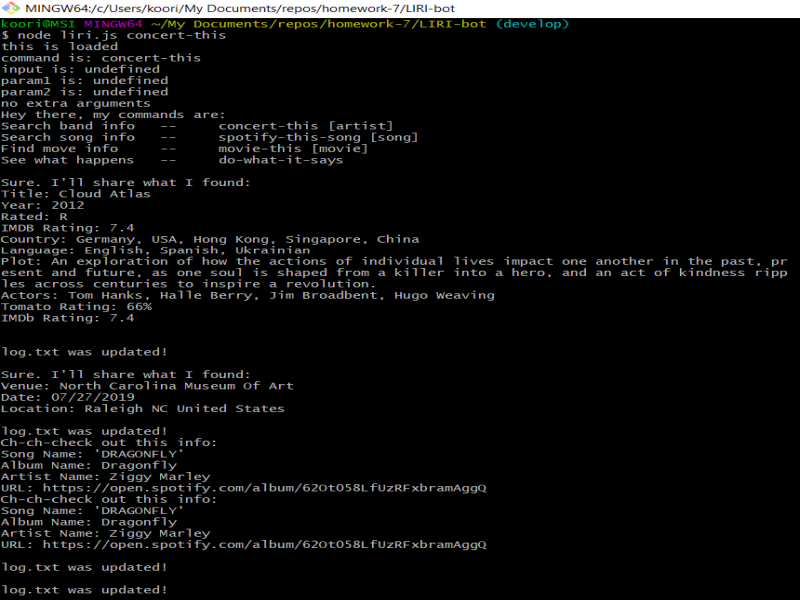 MINGW64:/c/Users/koori/My Documents/repos/homework-7/LIRI-bot
koori@MSI MINGW64 ~/My Documents/repos/homework-7/LIRI-bot (develop)
$ node liri.js concert-this
this is loaded
command is: concert-this
input is: undefined
param1 is: undefined
param2 is: undefined
no extra arguments
Hey there, my commands are:
Search band info -- concert-this [artist]
Search song info -- spotify-this-song [song]
Find move info -- movie-this [movie]
See what happens -- do-what-it-says
Sure. I'll share what I found:
Title: Cloud Atlas
Year: 2012
Rated: R
IMDB Rating: 7.4
Country: Germany, USA, Hong Kong, Singapore, China
Language: English, Spanish, Ukrainian
Plot: An exploration of how the actions of individual lives impact one another in the past, pr
esent and future, as one soul is shaped from a killer into a hero, and an act of kindness ripp
les across centuries to inspire a revolution.
Actors: Tom Hanks, Halle Berry, Jim Broadbent, Hugo Weaving
Tomato Rating: 66%
IMDb Rating: 7.4
log.txt was updated!
Sure. I'll share what I found:
Venue: North Carolina Museum Of Art
Date: 07/27/2019
Location: Raleigh NC United States
log.txt was updated!
Ch-ch-check out this info:
Song Name: 'DRAGONFLY'
Album Name: Dragonfly
Artist Name: Ziggy Marley
URL: https://open.spotify.com/album/62Ot058LfUzRFxbramAggQ
Ch-ch-check out this info:
Song Name: 'DRAGONFLY'
Album Name: Dragonfly
Artist Name: Ziggy Marley
URL: https://open.spotify.com/album/62Ot058LfUzRFxbramAggQ
log.txt was updated!
log.txt was updated!